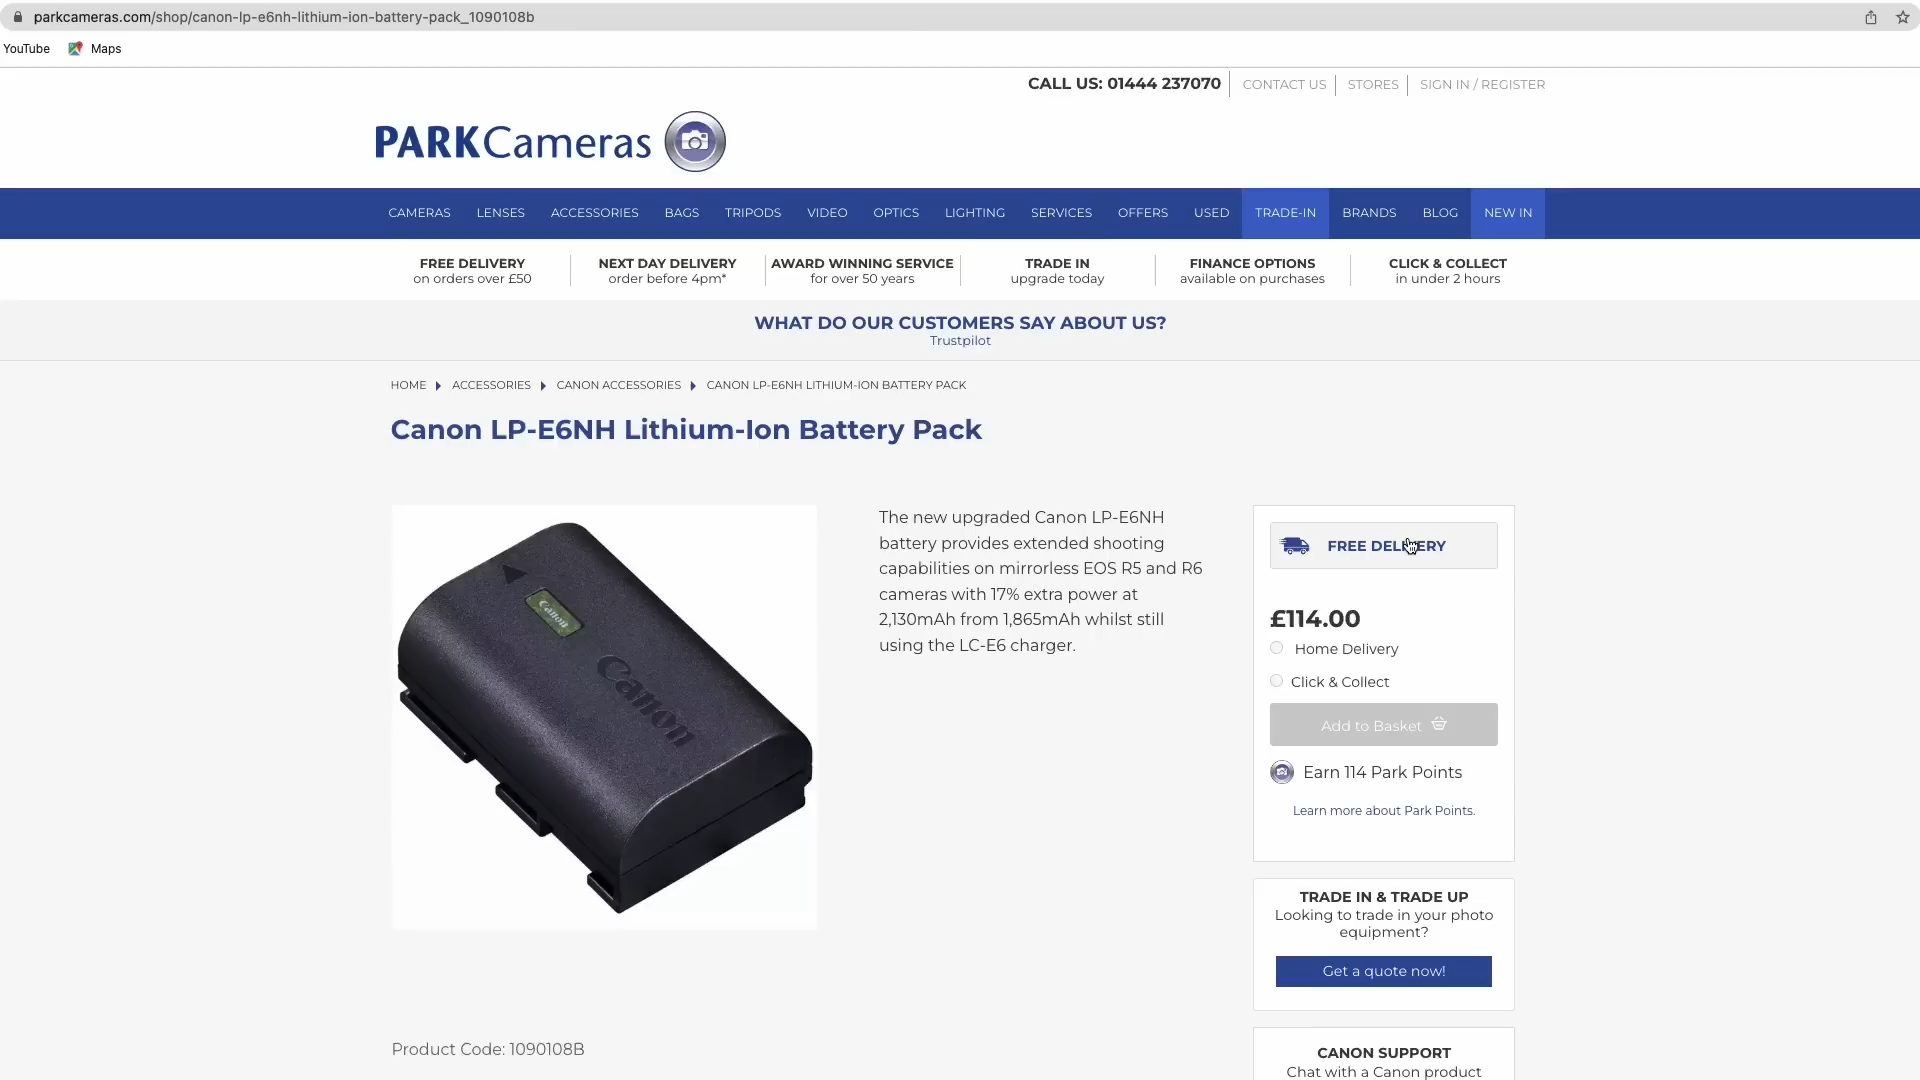 parkcameras.com/shop/canon-lp-e6nh-lithium-ion-battery-pack_1090108b
YouTube Maps
CALL US: 01444 237070 CONTACT US STORES SIGN IN / REGISTER
PARKCameras
CAMERAS LENSES ACCESSORIES BAGS TRIPODS VIDEO OPTICS LIGHTING SERVICES OFFERS USED TRADE-IN BRANDS BLOG NEW IN
FREE DELIVERY NEXT DAY DELIVERY AWARD WINNING SERVICE TRADE IN FINANCE OPTIONS CLICK & COLLECT
on orders over £50 order before 4pm* for over 50 years upgrade today available on purchases in under 2 hours
WHAT DO OUR CUSTOMERS SAY ABOUT US?
Trustpilot
HOME ACCESSORIES CANON ACCESSORIES CANON LP-E6NH LITHIUM-ION BATTERY PACK
Canon LP-E6NH Lithium-Ion Battery Pack
Canon
Canon
The new upgraded Canon LP-E6NH
battery provides extended shooting
capabilities on mirrorless EOS R5 and R6
cameras with 17% extra power at
2,130mAh from 1,865mAh whilst still
using the LC-E6 charger.
FREE DELIVERY
£114.00
Home Delivery
Click & Collect
Add to Basket
Earn 114 Park Points
Learn more about Park Points.
TRADE IN & TRADE UP
Looking to trade in your photo
equipment?
Get a quote now!
Product Code: 1090108B
CANON SUPPORT
Chat with a Canon product